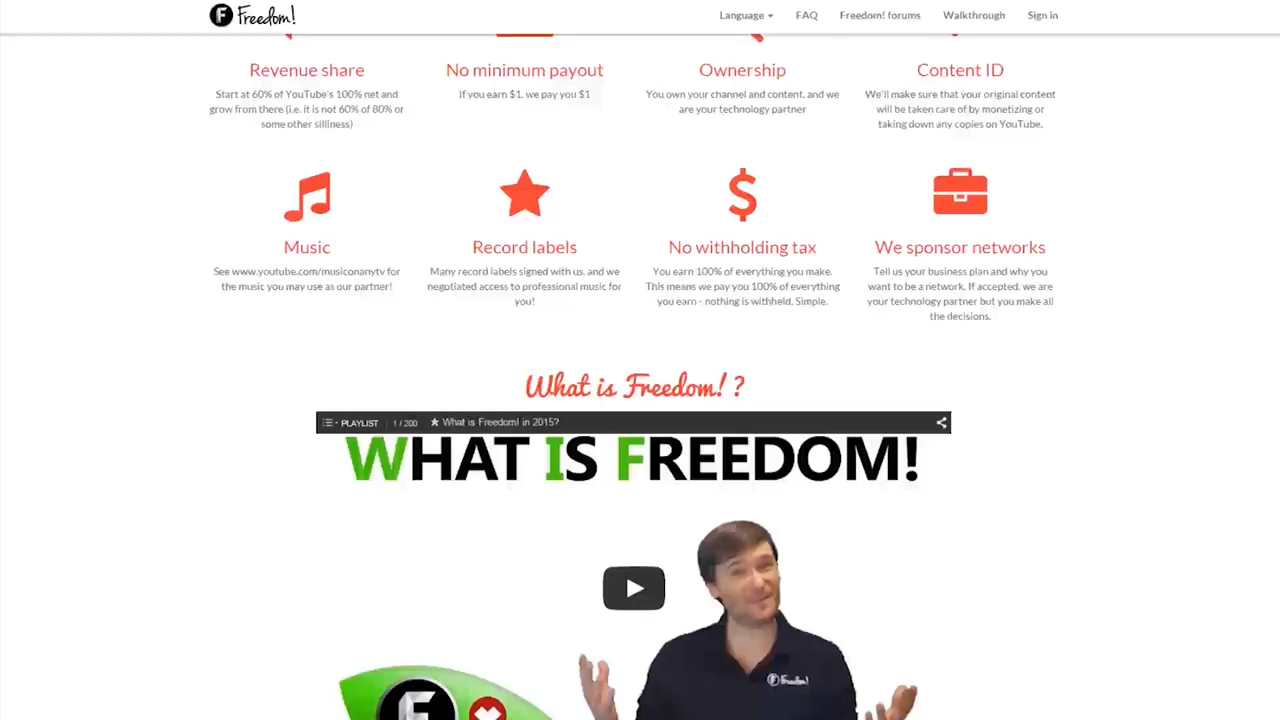 F Freedom!
Language FAQ Freedom! forums Walkthrough Sign in
Revenue share
Start at 60% of YouTube's 100% net and
grow from there (i.e. it is not 60% of 80% or
some other silliness)
No minimum payout
If you earn $1, we pay you $1
Ownership
You own your channel and content, and we
are your technology partner
Content ID
We'll make sure that your original content
will be taken care of by monetizing or
taking down any copies on YouTube.
Music
See www.youtube.com/musiconanytv for
the music you may use as our partner!
Record labels
Many record labels signed with us, and we
negotiated access to professional music for
you!
$
No withholding tax
You earn 100% of everything you make.
This means we pay you 100% of everything
you earn - nothing is withheld. Simple.
We sponsor networks
Tell us your business plan and why you
want to be a network. If accepted, we are
your technology partner but you make all
the decisions.
What is Freedom! ?
PLAYLIST 1 / 200 ★ What is Freedom! in 2015?
WHAT IS FREEDOM!
F Freedom!
F